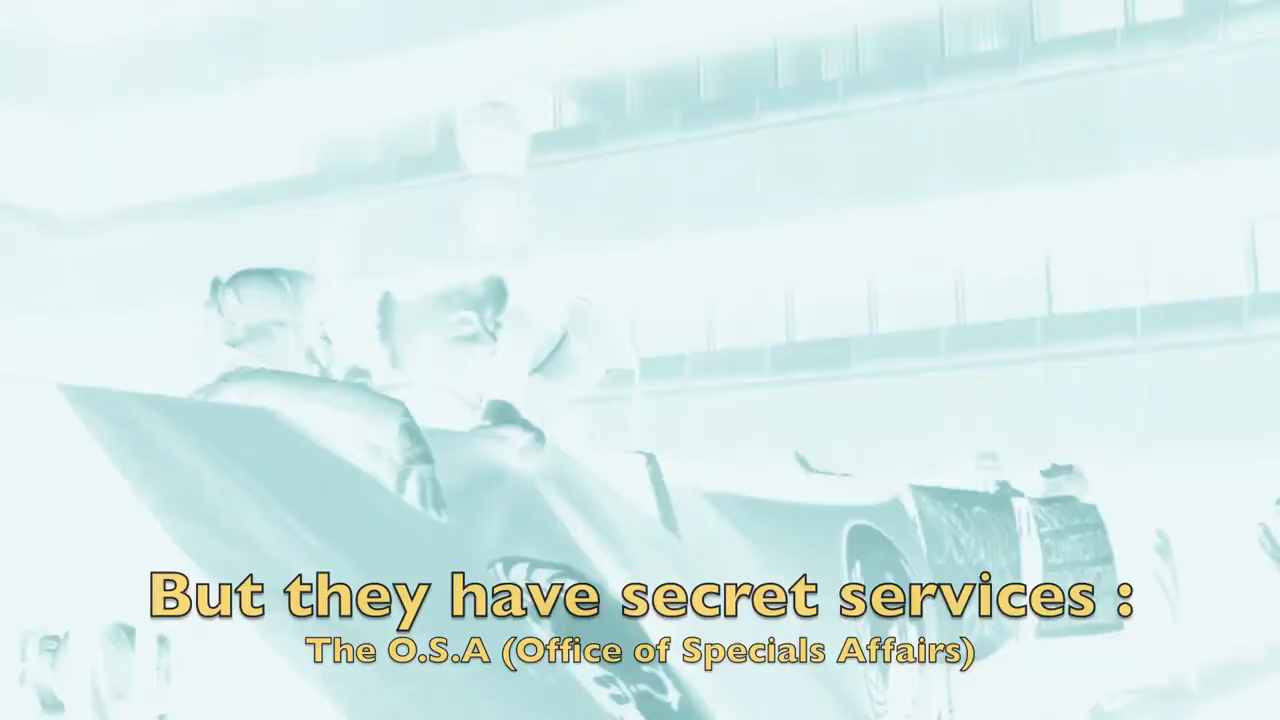 But they have secret services :
The O.S.A (Office of Specials Affairs)